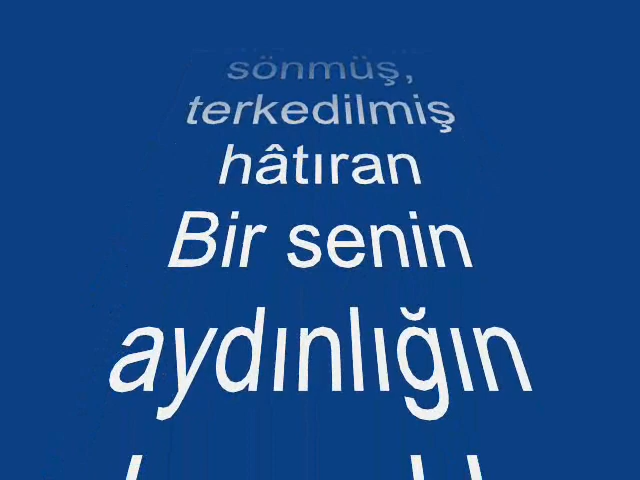 sönmüş,
terkedilmiş
hâtıran
Bir senin
aydınlığın